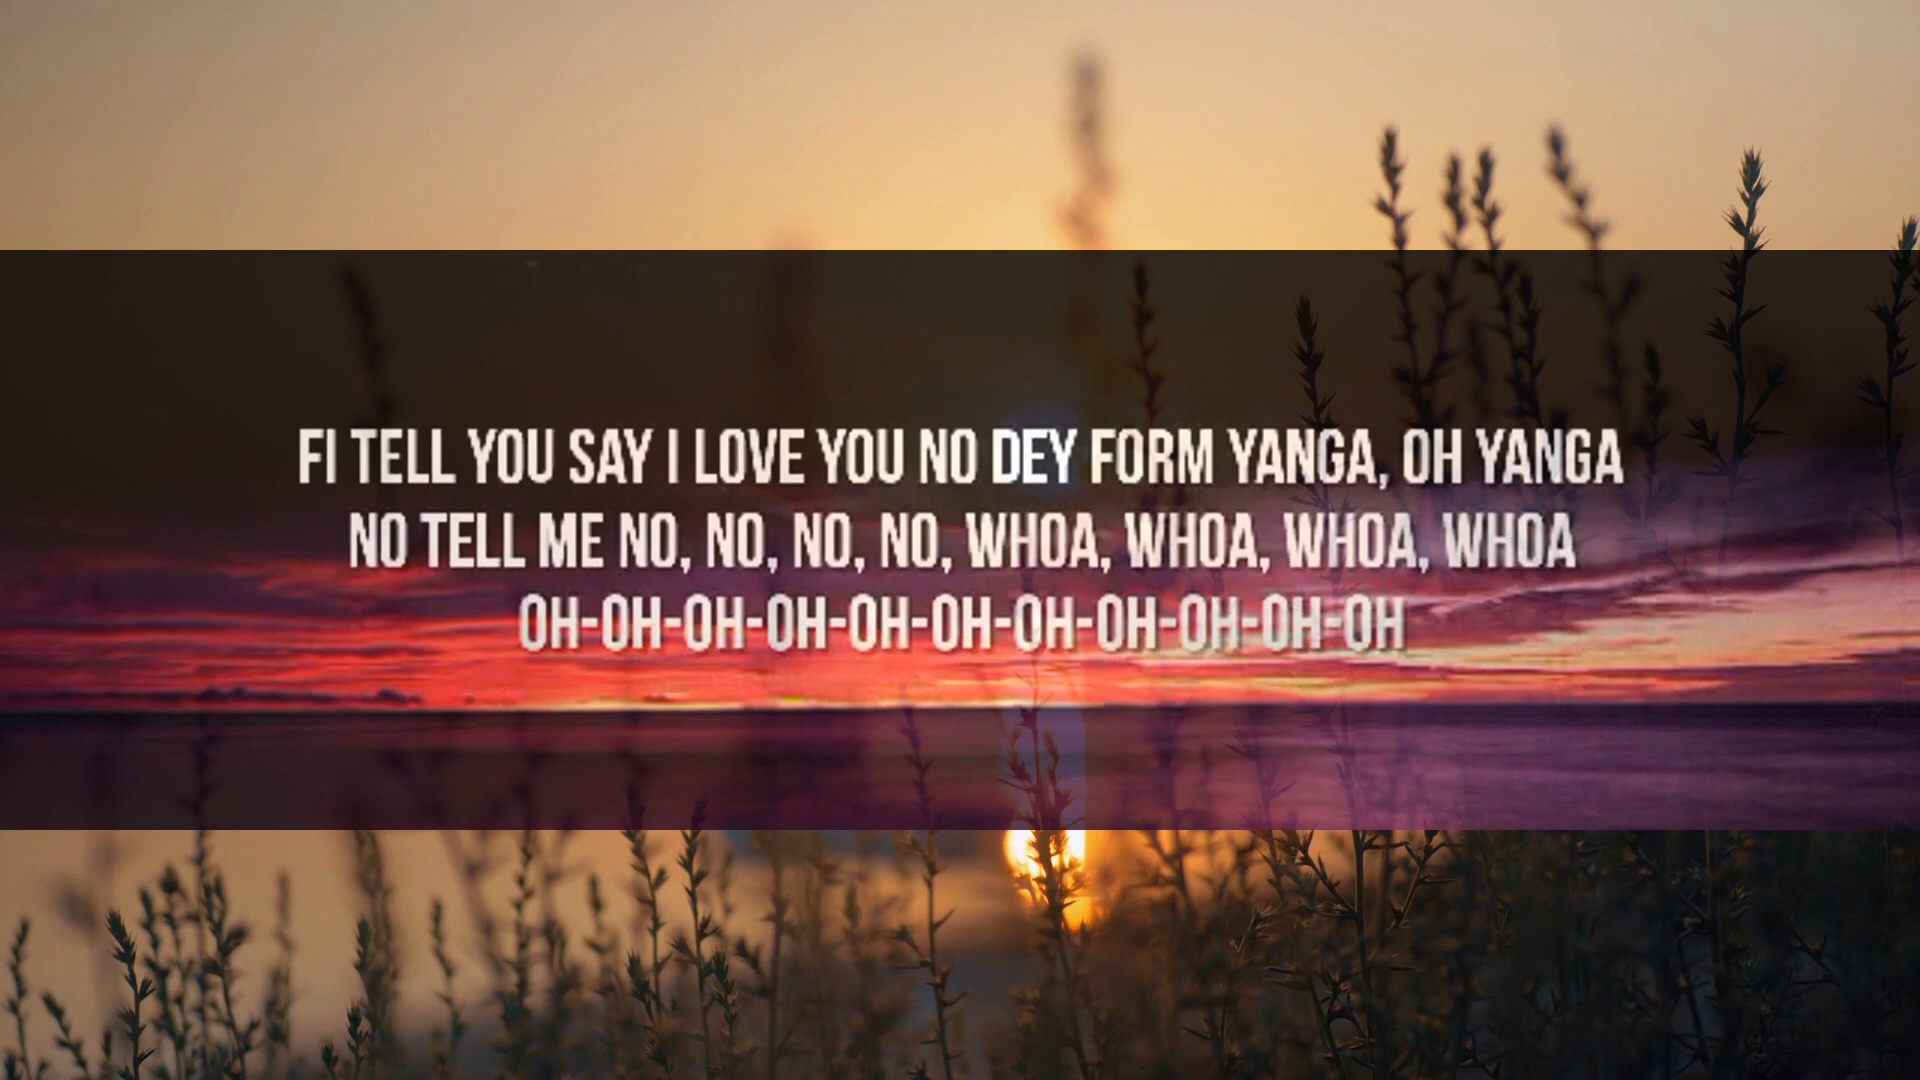 FI TELL YOU SAY I LOVE YOU NO DEY FORM YANGA, OH YANGA
NO TELL ME NO, NO, NO, NO, WHOA, WHOA, WHOA, WHOA
OH-OH-OH-OH-OH-OH-OH-OH-OH-OH-OH